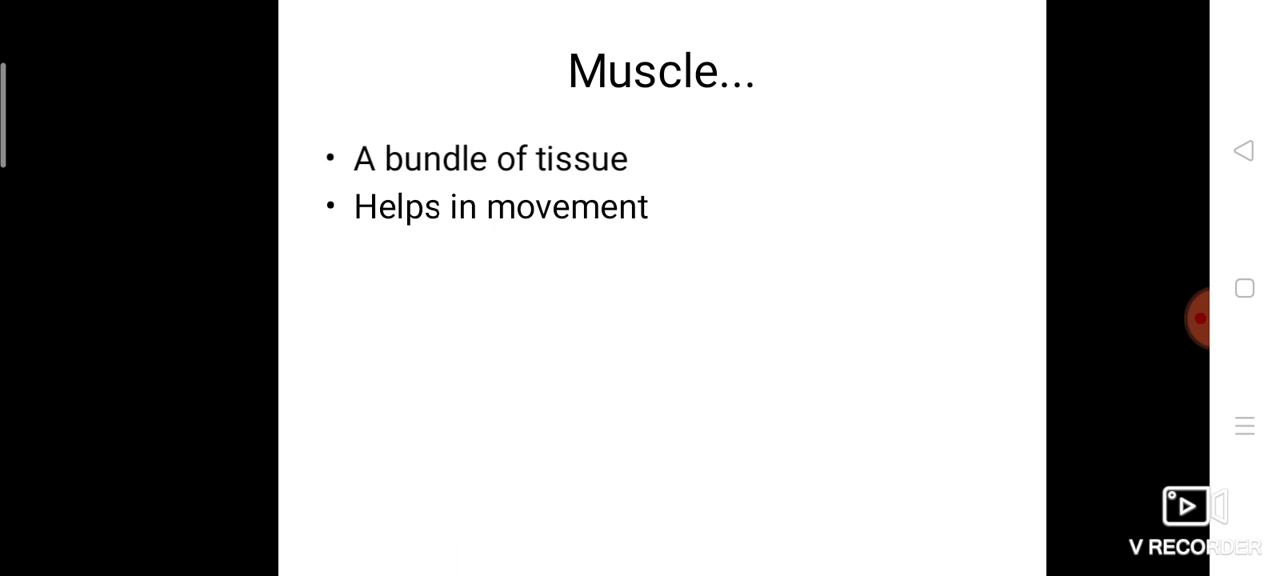 Muscle...
• A bundle of tissue
• Helps in movement
V RECORDER